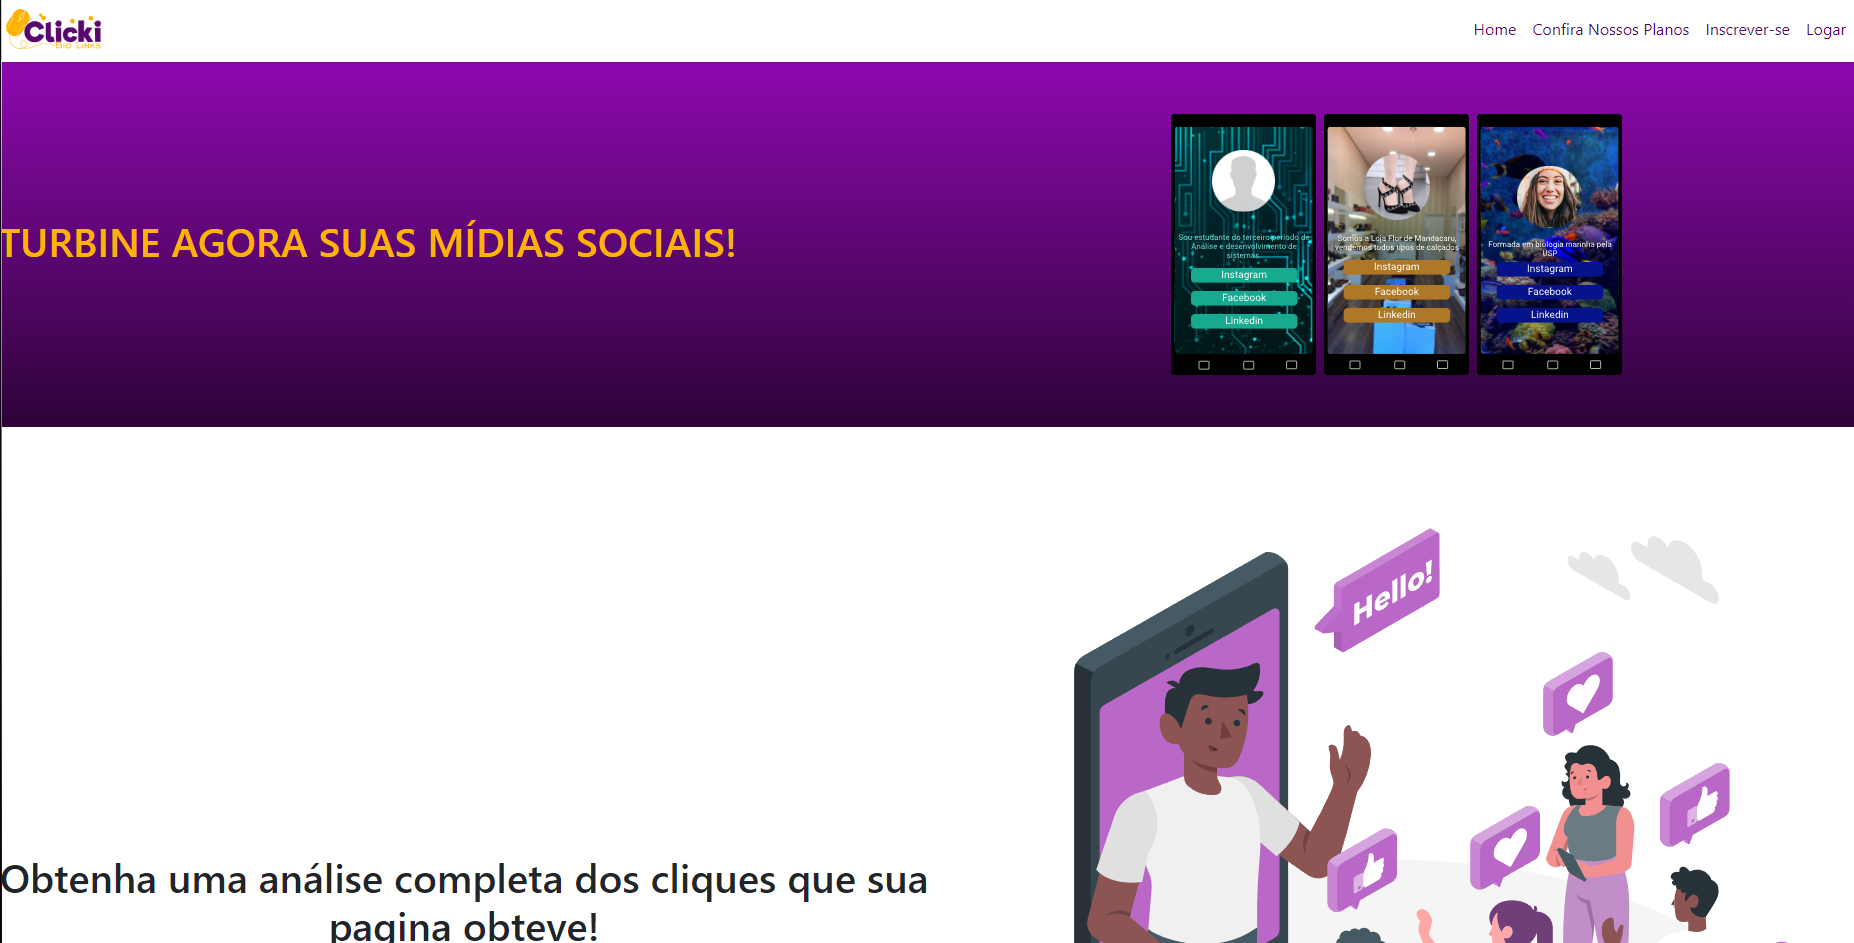 Clicki
BIO LINKS
Home Confira Nossos Planos Inscrever-se Logar
TURBINE AGORA SUAS MÍDIAS SOCIAIS!
Sou estudante do terceiro período de
Análise e desenvolvimento de
sistemas.
Instagram
Facebook
Linkedin
Somos a Loja Flor de Mandacaru,
vendemos todos tipos de calçados
Instagram
Facebook
Linkedin
Formada em biologia marinha pela
USP
Instagram
Facebook
Linkedin
Hello!
Obtenha uma análise completa dos cliques que sua
pagina obteve!